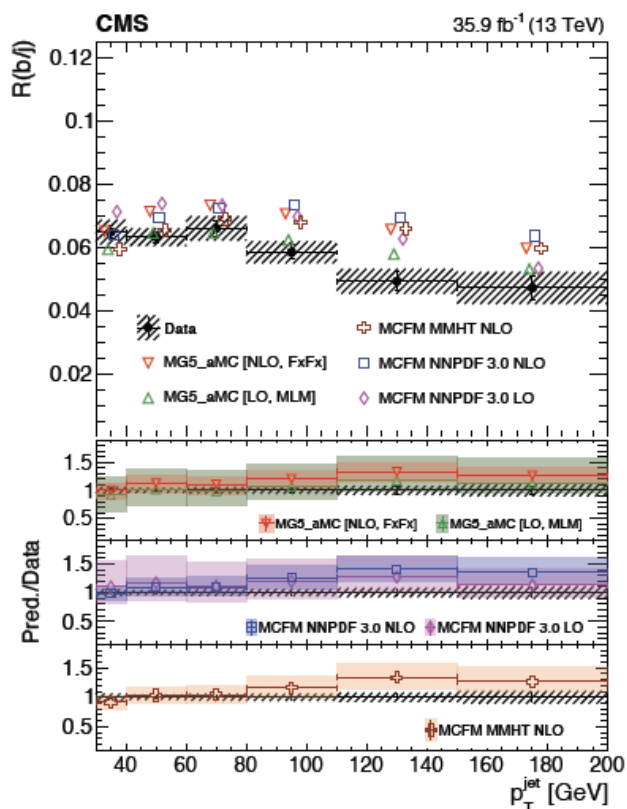 CMS
35.9 fb⁻¹ (13 TeV)
R(b/j)
0.12
0.1
0.08
0.06
0.04
0.02
Data
MG5_aMC [NLO, FxFx]
MG5_aMC [LO, MLM]
MCFM MMHT NLO
MCFM NNPDF 3.0 NLO
MCFM NNPDF 3.0 LO
Pred./Data
1.5
1
0.5
MG5_aMC [NLO, FxFx]
MG5_aMC [LO, MLM]
1.5
1
0.5
MCFM NNPDF 3.0 NLO
MCFM NNPDF 3.0 LO
1.5
1
0.5
MCFM MMHT NLO
40 60 80 100 120 140 160 180 200
p_T^jet [GeV]